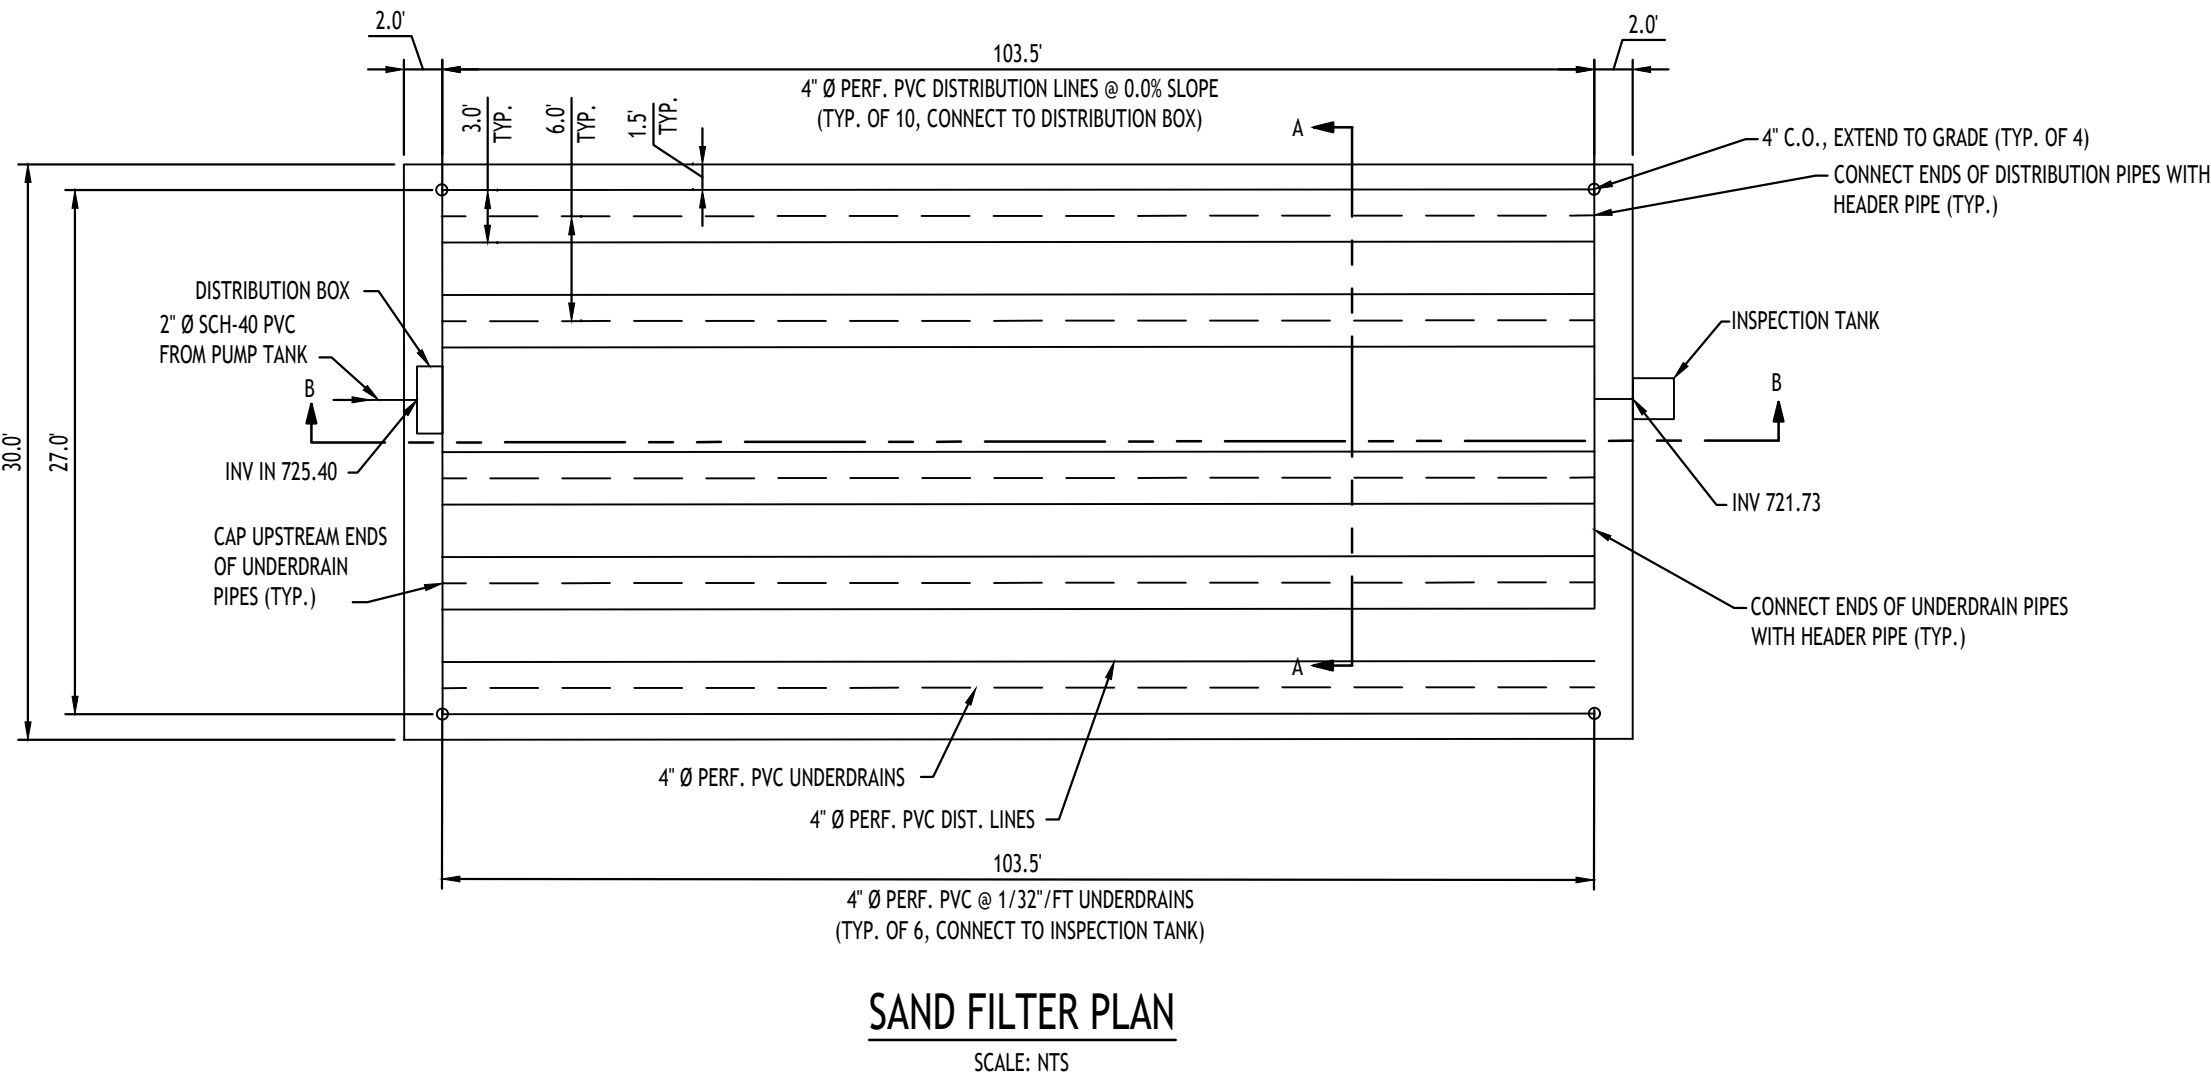 2.0'
103.5'
2.0'
4" Ø PERF. PVC DISTRIBUTION LINES @ 0.0% SLOPE
(TYP. OF 10, CONNECT TO DISTRIBUTION BOX)
3.0'
TYP.
6.0'
TYP.
1.5'
TYP.
A
4" C.O., EXTEND TO GRADE (TYP. OF 4)
CONNECT ENDS OF DISTRIBUTION PIPES WITH
HEADER PIPE (TYP.)
DISTRIBUTION BOX
2" Ø SCH-40 PVC
FROM PUMP TANK
INSPECTION TANK
B
B
30.0'
27.0'
INV IN 725.40
INV 721.73
CAP UPSTREAM ENDS
OF UNDERDRAIN
PIPES (TYP.)
CONNECT ENDS OF UNDERDRAIN PIPES
WITH HEADER PIPE (TYP.)
A
4" Ø PERF. PVC UNDERDRAINS
4" Ø PERF. PVC DIST. LINES
103.5'
4" Ø PERF. PVC @ 1/32"/FT UNDERDRAINS
(TYP. OF 6, CONNECT TO INSPECTION TANK)
SAND FILTER PLAN
SCALE: NTS